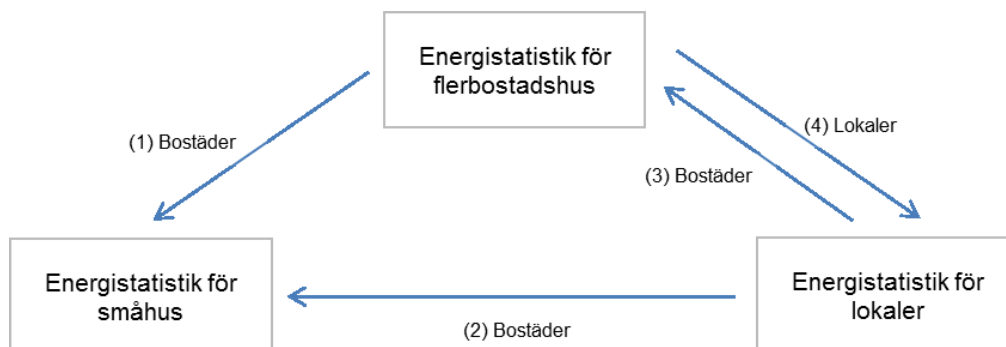 Energistatistik för
flerbostadshus
(1) Bostäder
(4) Lokaler
(3) Bostäder
Energistatistik för
småhus
Energistatistik för
lokaler
(2) Bostäder